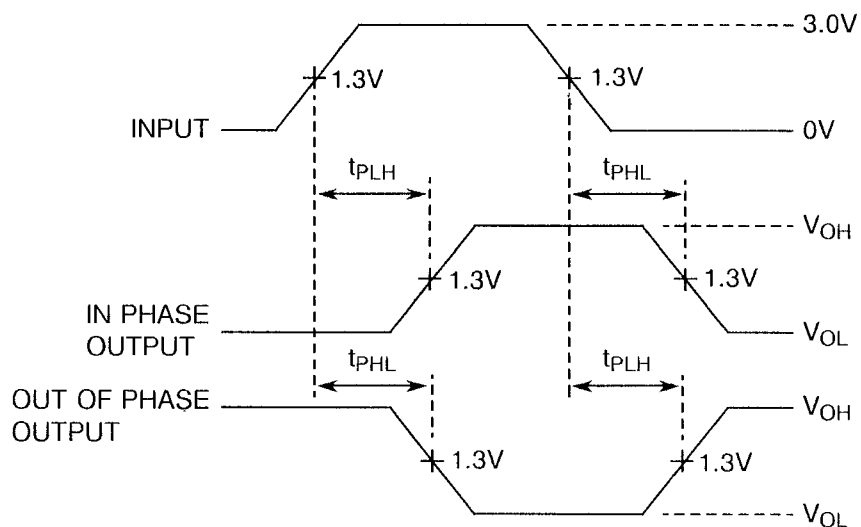 3.0V
1.3V
1.3V
INPUT
0V
tPLH
tPHL
VOH
1.3V
1.3V
IN PHASE
OUTPUT
VOL
tPHL
tPLH
OUT OF PHASE
OUTPUT
VOH
1.3V
1.3V
VOL